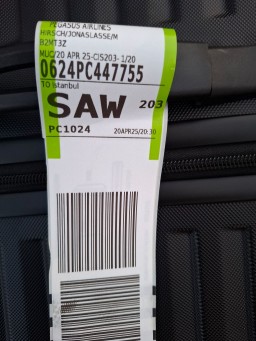 PEGASUS AIRLINES
HIRSCH/JONASLASSE/M
B2MT3Z
MUC/20 APR 25-CIS203- 1/20
0624PC447755
TO Istanbul
SAW 203
PC1024 20APR25/20:30